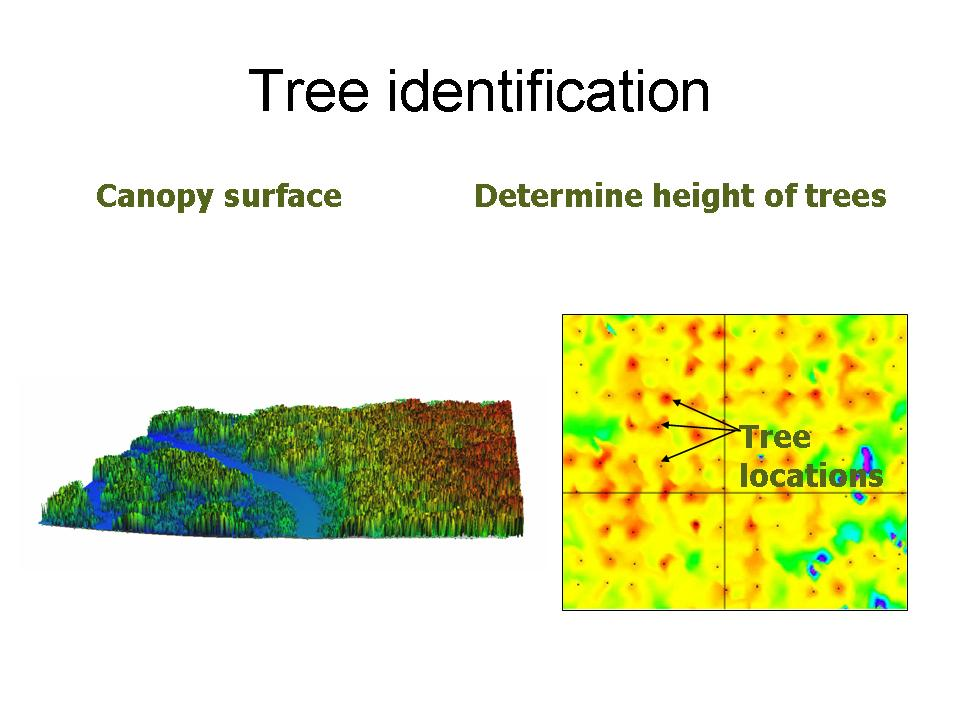 Tree identification
Canopy surface
Determine height of trees
Tree
locations